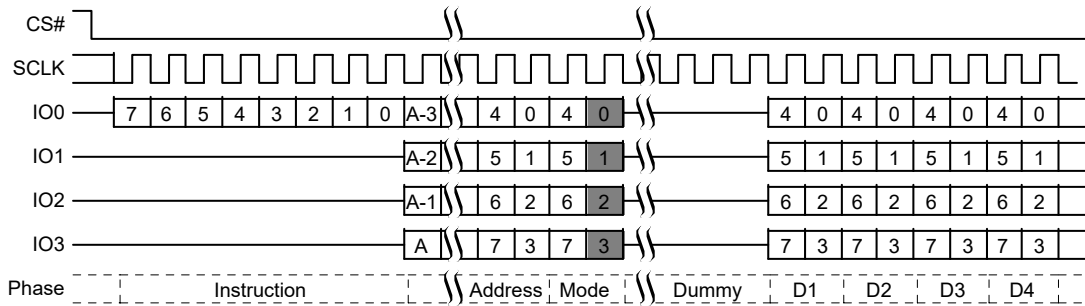 CS#
SCLK
IO0 7 6 5 4 3 2 1 0 A-3 4 0 4 0 4 0 4 0 4 0 4 0
IO1 A-2 5 1 5 1 5 1 5 1 5 1 5 1
IO2 A-1 6 2 6 2 6 2 6 2 6 2 6 2
IO3 A 7 3 7 3 7 3 7 3 7 3 7 3
Phase Instruction Address Mode Dummy D1 D2 D3 D4